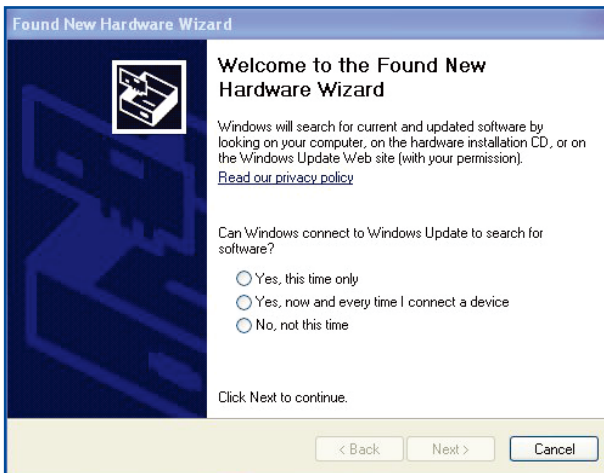 Found New Hardware Wizard
Welcome to the Found New
Hardware Wizard
Windows will search for current and updated software by
looking on your computer, on the hardware installation CD, or on
the Windows Update Web site (with your permission).
Read our privacy policy
Can Windows connect to Windows Update to search for
software?
Yes, this time only
Yes, now and every time I connect a device
No, not this time
Click Next to continue.
< Back Next > Cancel